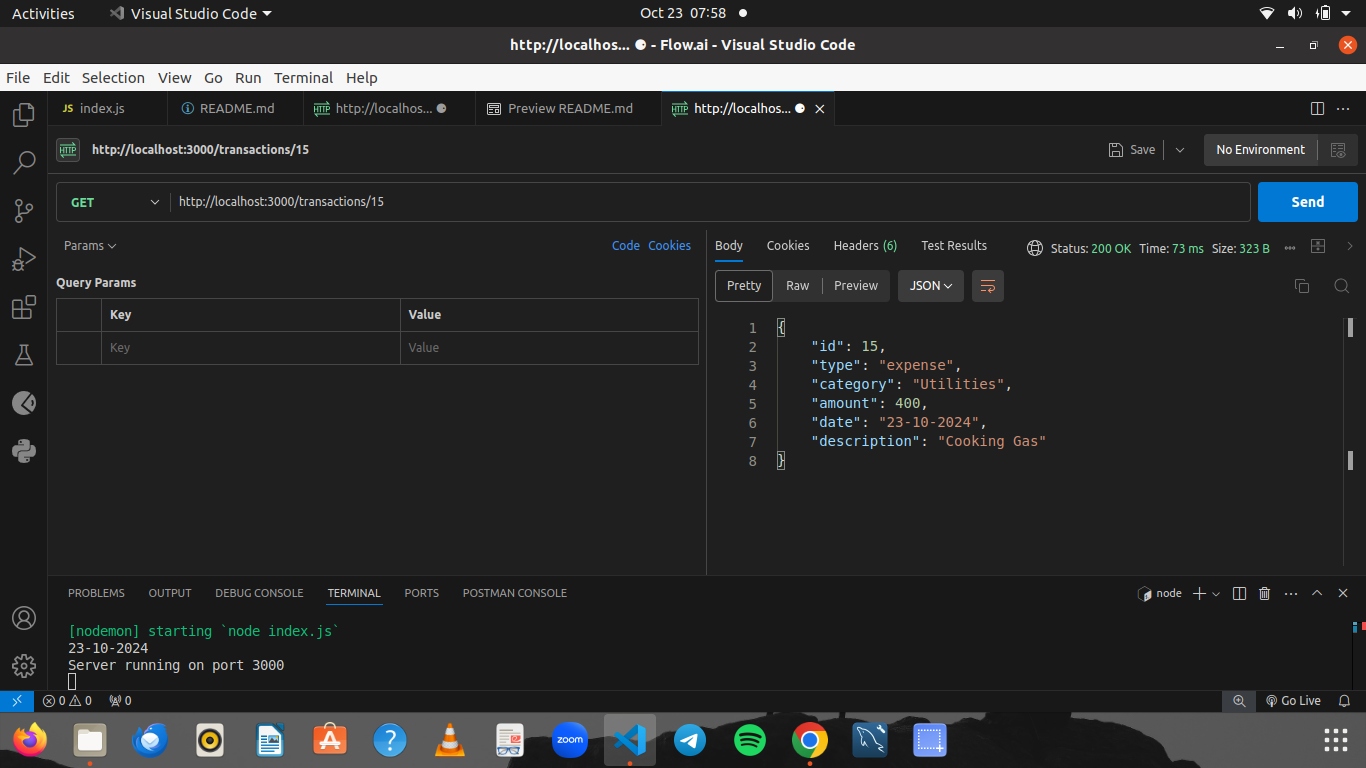 Activities Visual Studio Code Oct 23 07:58
http://localhos... ● - Flow.ai - Visual Studio Code
File Edit Selection View Go Run Terminal Help
JS index.js README.md HTTP http://localhos... Preview README.md HTTP http://localhos...
HTTP http://localhost:3000/transactions/15 Save No Environment
GET http://localhost:3000/transactions/15 Send
Params Code Cookies Body Cookies Headers (6) Test Results Status: 200 OK Time: 73 ms Size: 323 B
Query Params Pretty Raw Preview JSON
Key Value
Key Value
1 {
2 "id": 15,
3 "type": "expense",
4 "category": "Utilities",
5 "amount": 400,
6 "date": "23-10-2024",
7 "description": "Cooking Gas"
8 }
PROBLEMS OUTPUT DEBUG CONSOLE TERMINAL PORTS POSTMAN CONSOLE node
[nodemon] starting `node index.js`
23-10-2024
Server running on port 3000
0 0 0 Go Live
zoom